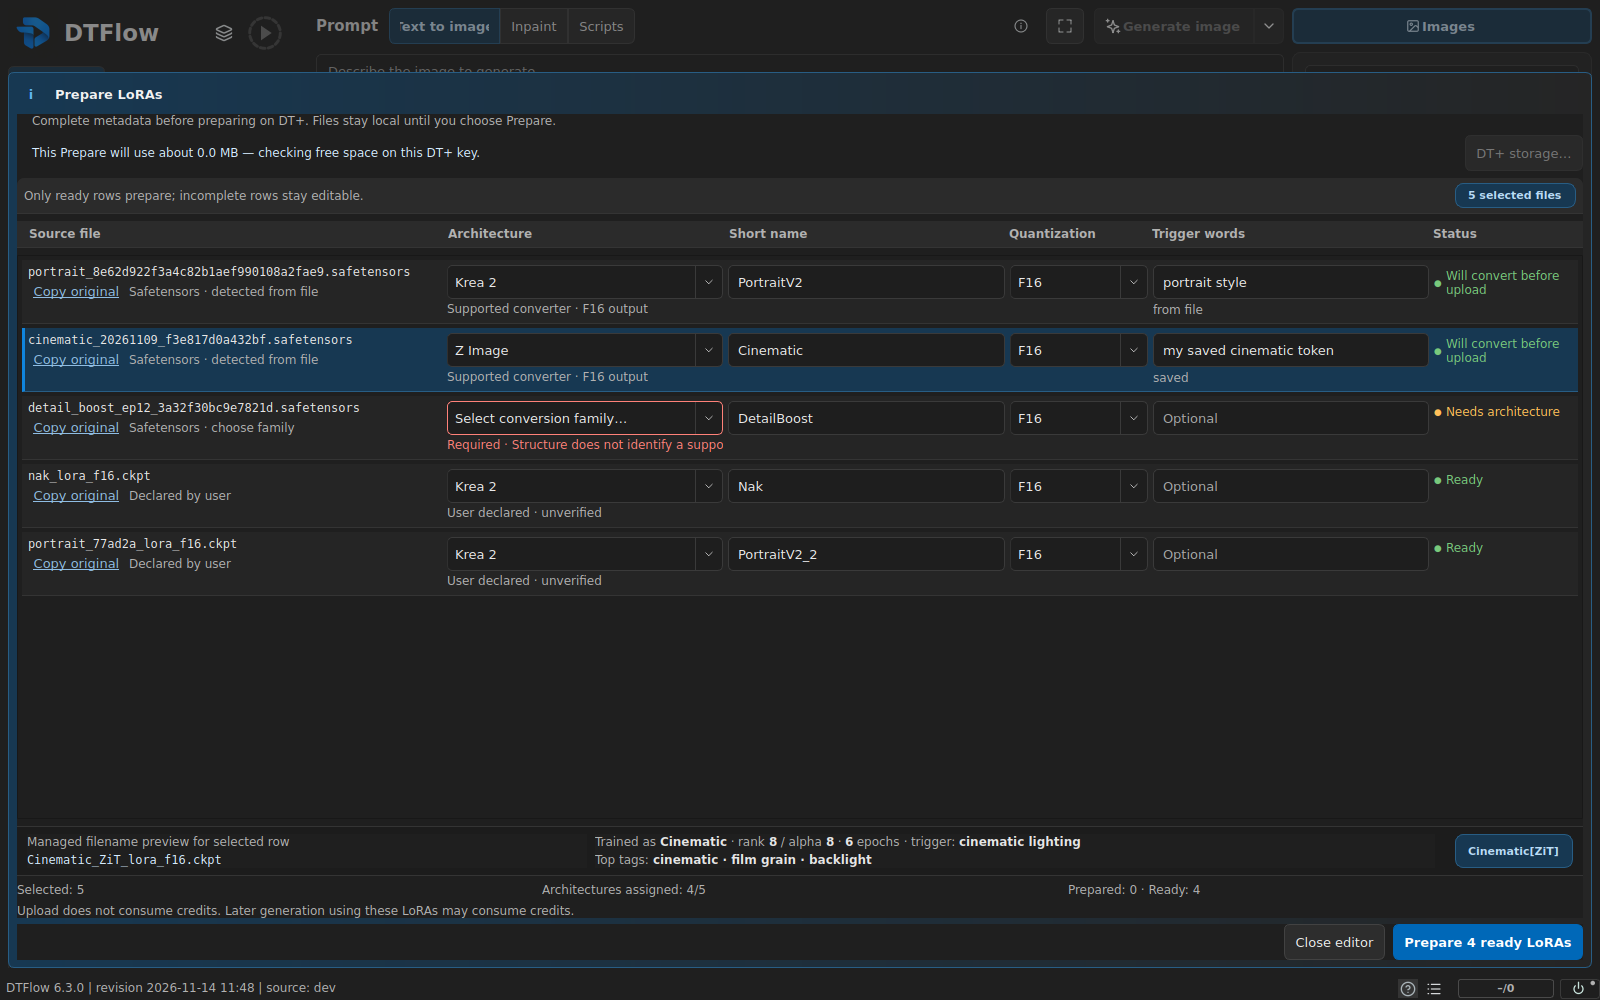 DTFlow
Prompt
Text to image
Inpaint
Scripts
Generate image
Images
Describe the image to generate
i Prepare LoRAs
Complete metadata before preparing on DT+. Files stay local until you choose Prepare.
This Prepare will use about 0.0 MB — checking free space on this DT+ key.
DT+ storage...
Only ready rows prepare; incomplete rows stay editable.
5 selected files
Source file Architecture Short name Quantization Trigger words Status
portrait_8e62d922f3a4c82b1aef990108a2fae9.safetensors
Copy original Safetensors · detected from file
Krea 2
Supported converter · F16 output
PortraitV2
F16
portrait style
from file
Will convert before
upload
cinematic_20261109_f3e817d0a432bf.safetensors
Copy original Safetensors · detected from file
Z Image
Supported converter · F16 output
Cinematic
F16
my saved cinematic token
saved
Will convert before
upload
detail_boost_ep12_3a32f30bc9e7821d.safetensors
Copy original Safetensors · choose family
Select conversion family...
Required · Structure does not identify a suppo
DetailBoost
F16
Optional
Needs architecture
nak_lora_f16.ckpt
Copy original Declared by user
Krea 2
User declared · unverified
Nak
F16
Optional
Ready
portrait_77ad2a_lora_f16.ckpt
Copy original Declared by user
Krea 2
User declared · unverified
PortraitV2_2
F16
Optional
Ready
Managed filename preview for selected row
Cinematic_ZiT_lora_f16.ckpt
Trained as Cinematic · rank 8 / alpha 8 · 6 epochs · trigger: cinematic lighting
Top tags: cinematic · film grain · backlight
Cinematic[ZiT]
Selected: 5
Architectures assigned: 4/5
Prepared: 0 · Ready: 4
Upload does not consume credits. Later generation using these LoRAs may consume credits.
Close editor
Prepare 4 ready LoRAs
DTFlow 6.3.0 | revision 2026-11-14 11:48 | source: dev
-/0